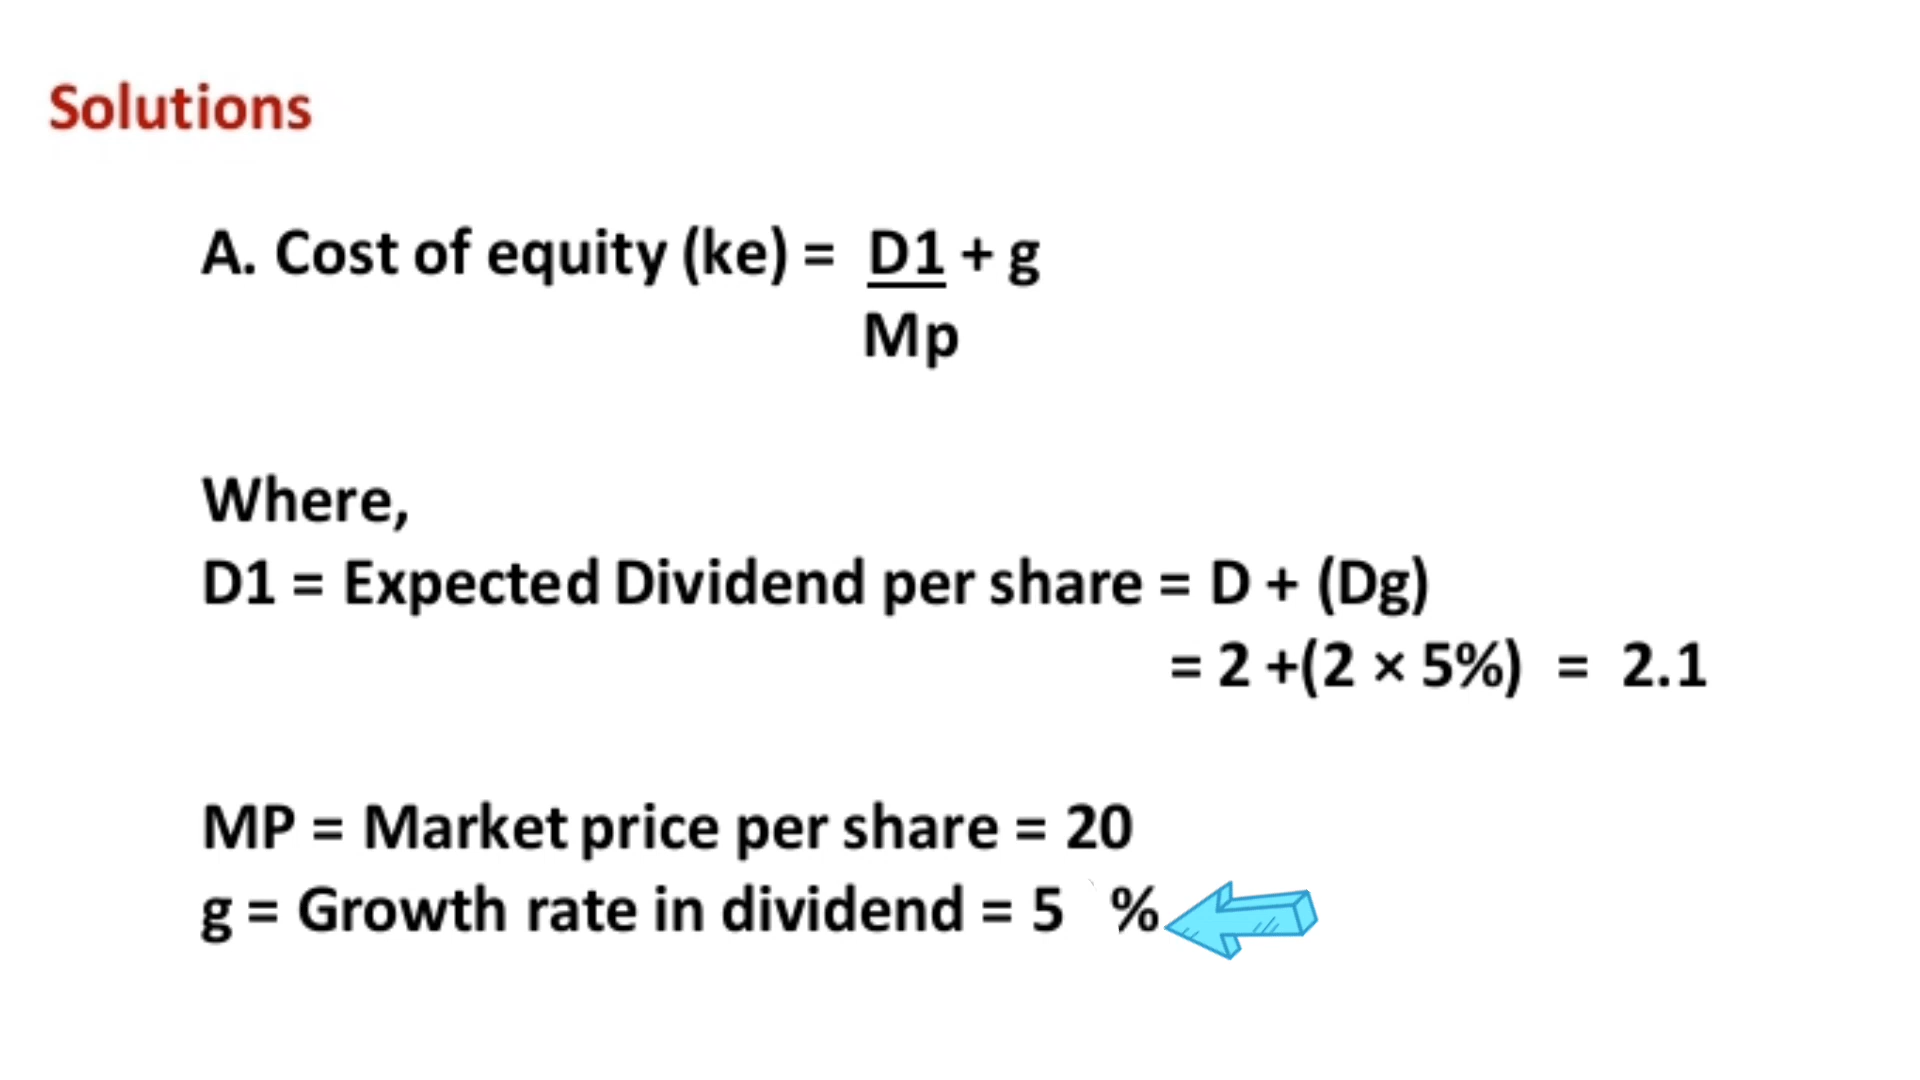 Solutions
A. Cost of equity (ke) = D1 + g
Mp
Where,
D1 = Expected Dividend per share = D + (Dg)
= 2 +(2 × 5%) = 2.1
MP = Market price per share = 20
g = Growth rate in dividend = 5 %